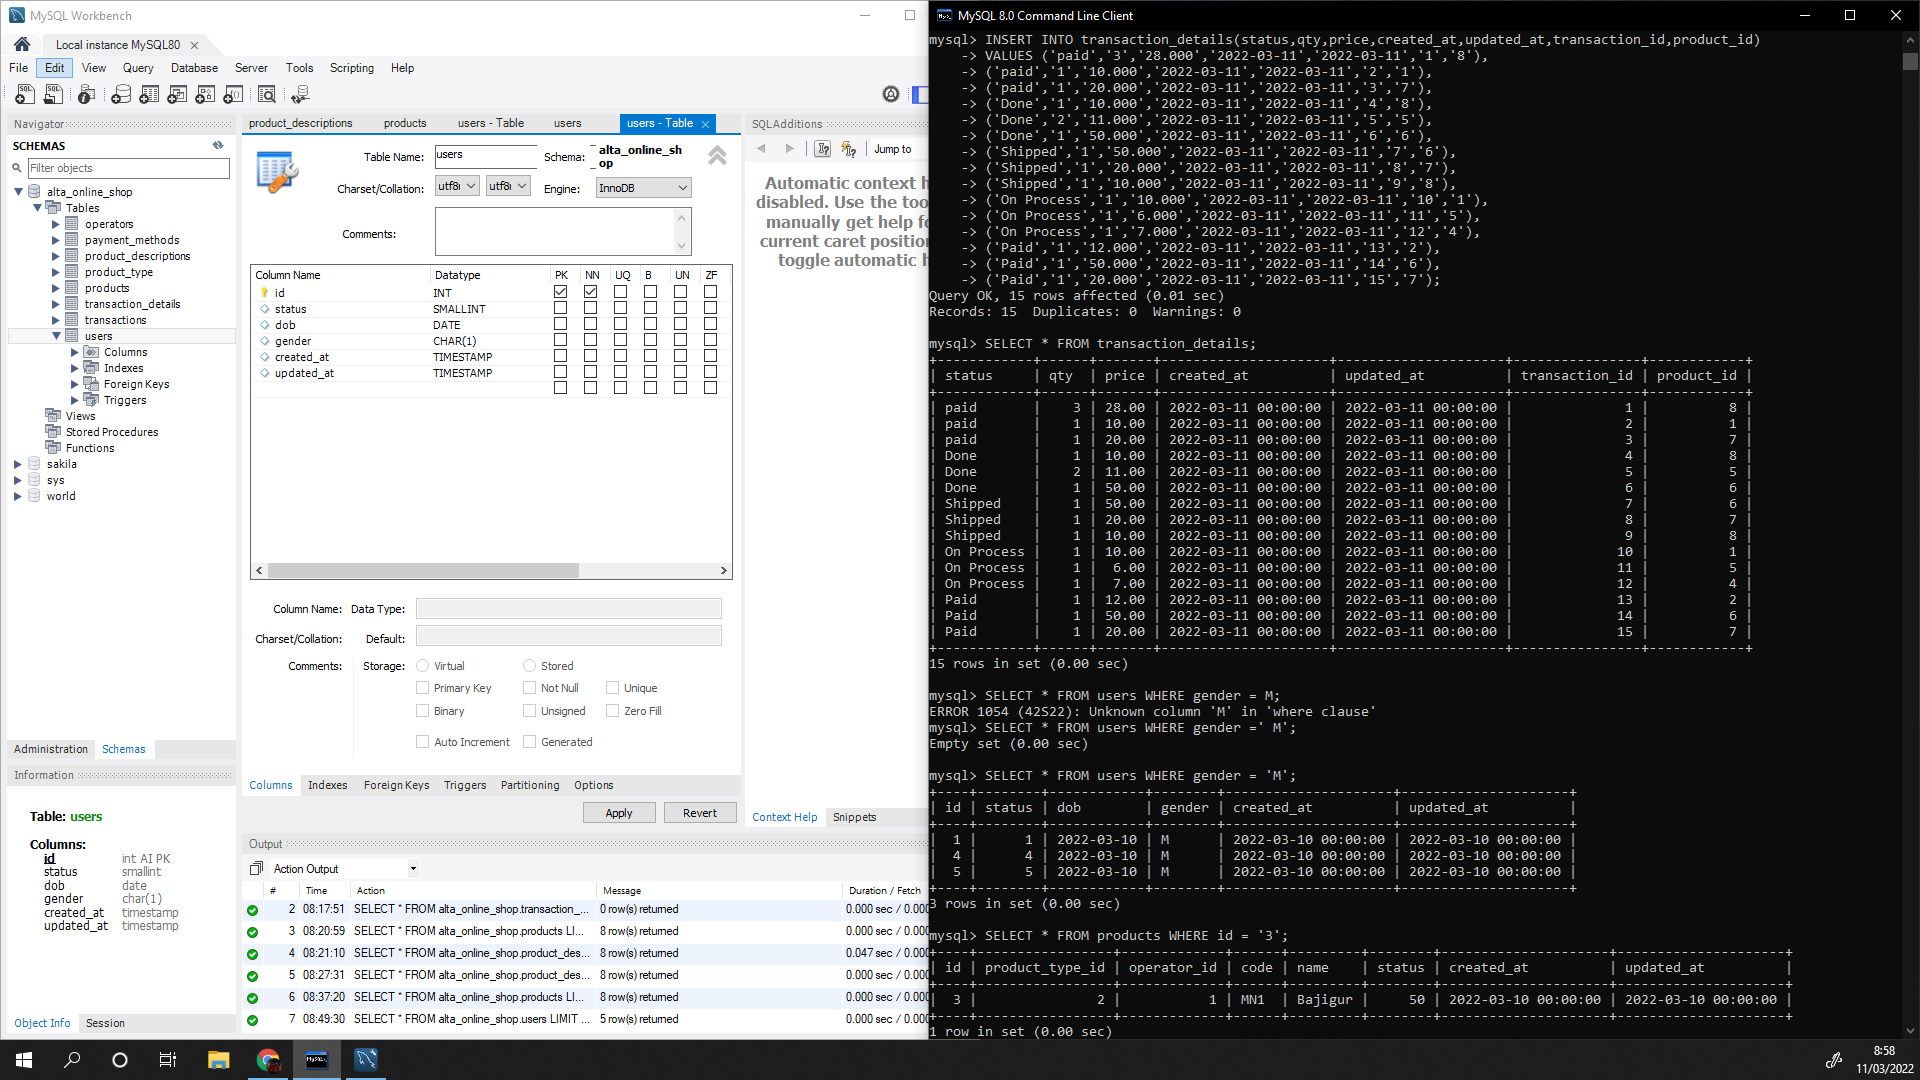 MySQL Workbench
Local instance MySQL80
File Edit View Query Database Server Tools Scripting Help
Navigator
SCHEMAS
Filter objects
alta_online_shop
Tables
operators
payment_methods
product_descriptions
product_type
products
transaction_details
transactions
users
Columns
Indexes
Foreign Keys
Triggers
Views
Stored Procedures
Functions
sakila
sys
world
Administration Schemas
Information
Table: users
Columns:
id int AI PK
status smallint
dob date
gender char(1)
created_at timestamp
updated_at timestamp
Object Info Session
product_descriptions products users - Table users users - Table
Table Name: users Schema: alta_online_sh
op
Charset/Collation: Engine: InnoDB
Comments:
Column Name Datatype PK NN UQ B UN ZF
id INT
status SMALLINT
dob DATE
gender CHAR(1)
created_at TIMESTAMP
updated_at TIMESTAMP
Column Name: Data Type:
Charset/Collation: Default:
Comments: Storage: Virtual Stored
Primary Key Not Null Unique
Binary Unsigned Zero Fill
Auto Increment Generated
Columns Indexes Foreign Keys Triggers Partitioning Options
Apply Revert
SQLAdditions
Jump to
Automatic context
disabled. Use the
manually get help
current caret
toggle automatic
Context Help Snippets
Output
Action Output
# Time Action Message Duration / Fetch
2 08:17:51 SELECT * FROM alta_online_shop.transaction_... 0 row(s) returned 0.000 sec / 0.000
3 08:20:59 SELECT * FROM alta_online_shop.products LI... 8 row(s) returned 0.000 sec / 0.000
4 08:21:10 SELECT * FROM alta_online_shop.product_des... 8 row(s) returned 0.047 sec / 0.000
5 08:27:31 SELECT * FROM alta_online_shop.product_des... 8 row(s) returned 0.000 sec / 0.000
6 08:37:20 SELECT * FROM alta_online_shop.products LI... 8 row(s) returned 0.000 sec / 0.000
7 08:49:30 SELECT * FROM alta_online_shop.users LIMIT ... 5 row(s) returned 0.000 sec / 0.000
MySQL 8.0 Command Line Client
mysql> INSERT INTO transaction_details(status,qty,price,created_at,updated_at,transaction_id,product_id)
-> VALUES ('paid','3','28.000','2022-03-11','2022-03-11','1','8'),
-> ('paid','1','10.000','2022-03-11','2022-03-11','2','1'),
-> ('paid','1','20.000','2022-03-11','2022-03-11','3','7'),
-> ('Done','1','10.000','2022-03-11','2022-03-11','4','8'),
-> ('Done','2','11.000','2022-03-11','2022-03-11','5','5'),
-> ('Done','1','50.000','2022-03-11','2022-03-11','6','6'),
-> ('Shipped','1','50.000','2022-03-11','2022-03-11','7','6'),
-> ('Shipped','1','20.000','2022-03-11','2022-03-11','8','7'),
-> ('Shipped','1','10.000','2022-03-11','2022-03-11','9','8'),
-> ('On Process','1','10.000','2022-03-11','2022-03-11','10','1'),
-> ('On Process','1','6.000','2022-03-11','2022-03-11','11','5'),
-> ('On Process','1','7.000','2022-03-11','2022-03-11','12','4'),
-> ('Paid','1','12.000','2022-03-11','2022-03-11','13','2'),
-> ('Paid','1','50.000','2022-03-11','2022-03-11','14','6'),
-> ('Paid','1','20.000','2022-03-11','2022-03-11','15','7');
Query OK, 15 rows affected (0.01 sec)
Records: 15  Duplicates: 0  Warnings: 0
mysql> SELECT * FROM transaction_details;
| status | qty | price | created_at | updated_at | transaction_id | product_id |
| paid | 3 | 28.00 | 2022-03-11 00:00:00 | 2022-03-11 00:00:00 | 1 | 8 |
| paid | 1 | 10.00 | 2022-03-11 00:00:00 | 2022-03-11 00:00:00 | 2 | 1 |
| paid | 1 | 20.00 | 2022-03-11 00:00:00 | 2022-03-11 00:00:00 | 3 | 7 |
| Done | 1 | 10.00 | 2022-03-11 00:00:00 | 2022-03-11 00:00:00 | 4 | 8 |
| Done | 2 | 11.00 | 2022-03-11 00:00:00 | 2022-03-11 00:00:00 | 5 | 5 |
| Done | 1 | 50.00 | 2022-03-11 00:00:00 | 2022-03-11 00:00:00 | 6 | 6 |
| Shipped | 1 | 50.00 | 2022-03-11 00:00:00 | 2022-03-11 00:00:00 | 7 | 6 |
| Shipped | 1 | 20.00 | 2022-03-11 00:00:00 | 2022-03-11 00:00:00 | 8 | 7 |
| Shipped | 1 | 10.00 | 2022-03-11 00:00:00 | 2022-03-11 00:00:00 | 9 | 8 |
| On Process | 1 | 10.00 | 2022-03-11 00:00:00 | 2022-03-11 00:00:00 | 10 | 1 |
| On Process | 1 | 6.00 | 2022-03-11 00:00:00 | 2022-03-11 00:00:00 | 11 | 5 |
| On Process | 1 | 7.00 | 2022-03-11 00:00:00 | 2022-03-11 00:00:00 | 12 | 4 |
| Paid | 1 | 12.00 | 2022-03-11 00:00:00 | 2022-03-11 00:00:00 | 13 | 2 |
| Paid | 1 | 50.00 | 2022-03-11 00:00:00 | 2022-03-11 00:00:00 | 14 | 6 |
| Paid | 1 | 20.00 | 2022-03-11 00:00:00 | 2022-03-11 00:00:00 | 15 | 7 |
15 rows in set (0.00 sec)
mysql> SELECT * FROM users WHERE gender = M;
ERROR 1054 (42S22): Unknown column 'M' in 'where clause'
mysql> SELECT * FROM users WHERE gender =' M';
Empty set (0.00 sec)
mysql> SELECT * FROM users WHERE gender = 'M';
| id | status | dob | gender | created_at | updated_at |
| 1 | 1 | 2022-03-10 | M | 2022-03-10 00:00:00 | 2022-03-10 00:00:00 |
| 4 | 4 | 2022-03-10 | M | 2022-03-10 00:00:00 | 2022-03-10 00:00:00 |
| 5 | 5 | 2022-03-10 | M | 2022-03-10 00:00:00 | 2022-03-10 00:00:00 |
3 rows in set (0.00 sec)
mysql> SELECT * FROM products WHERE id = '3';
| id | product_type_id | operator_id | code | name | status | created_at | updated_at |
| 3 | 2 | 1 | MN1 | Bajigur | 50 | 2022-03-10 00:00:00 | 2022-03-10 00:00:00 |
1 row in set (0.00 sec)
8:58
11/03/2022